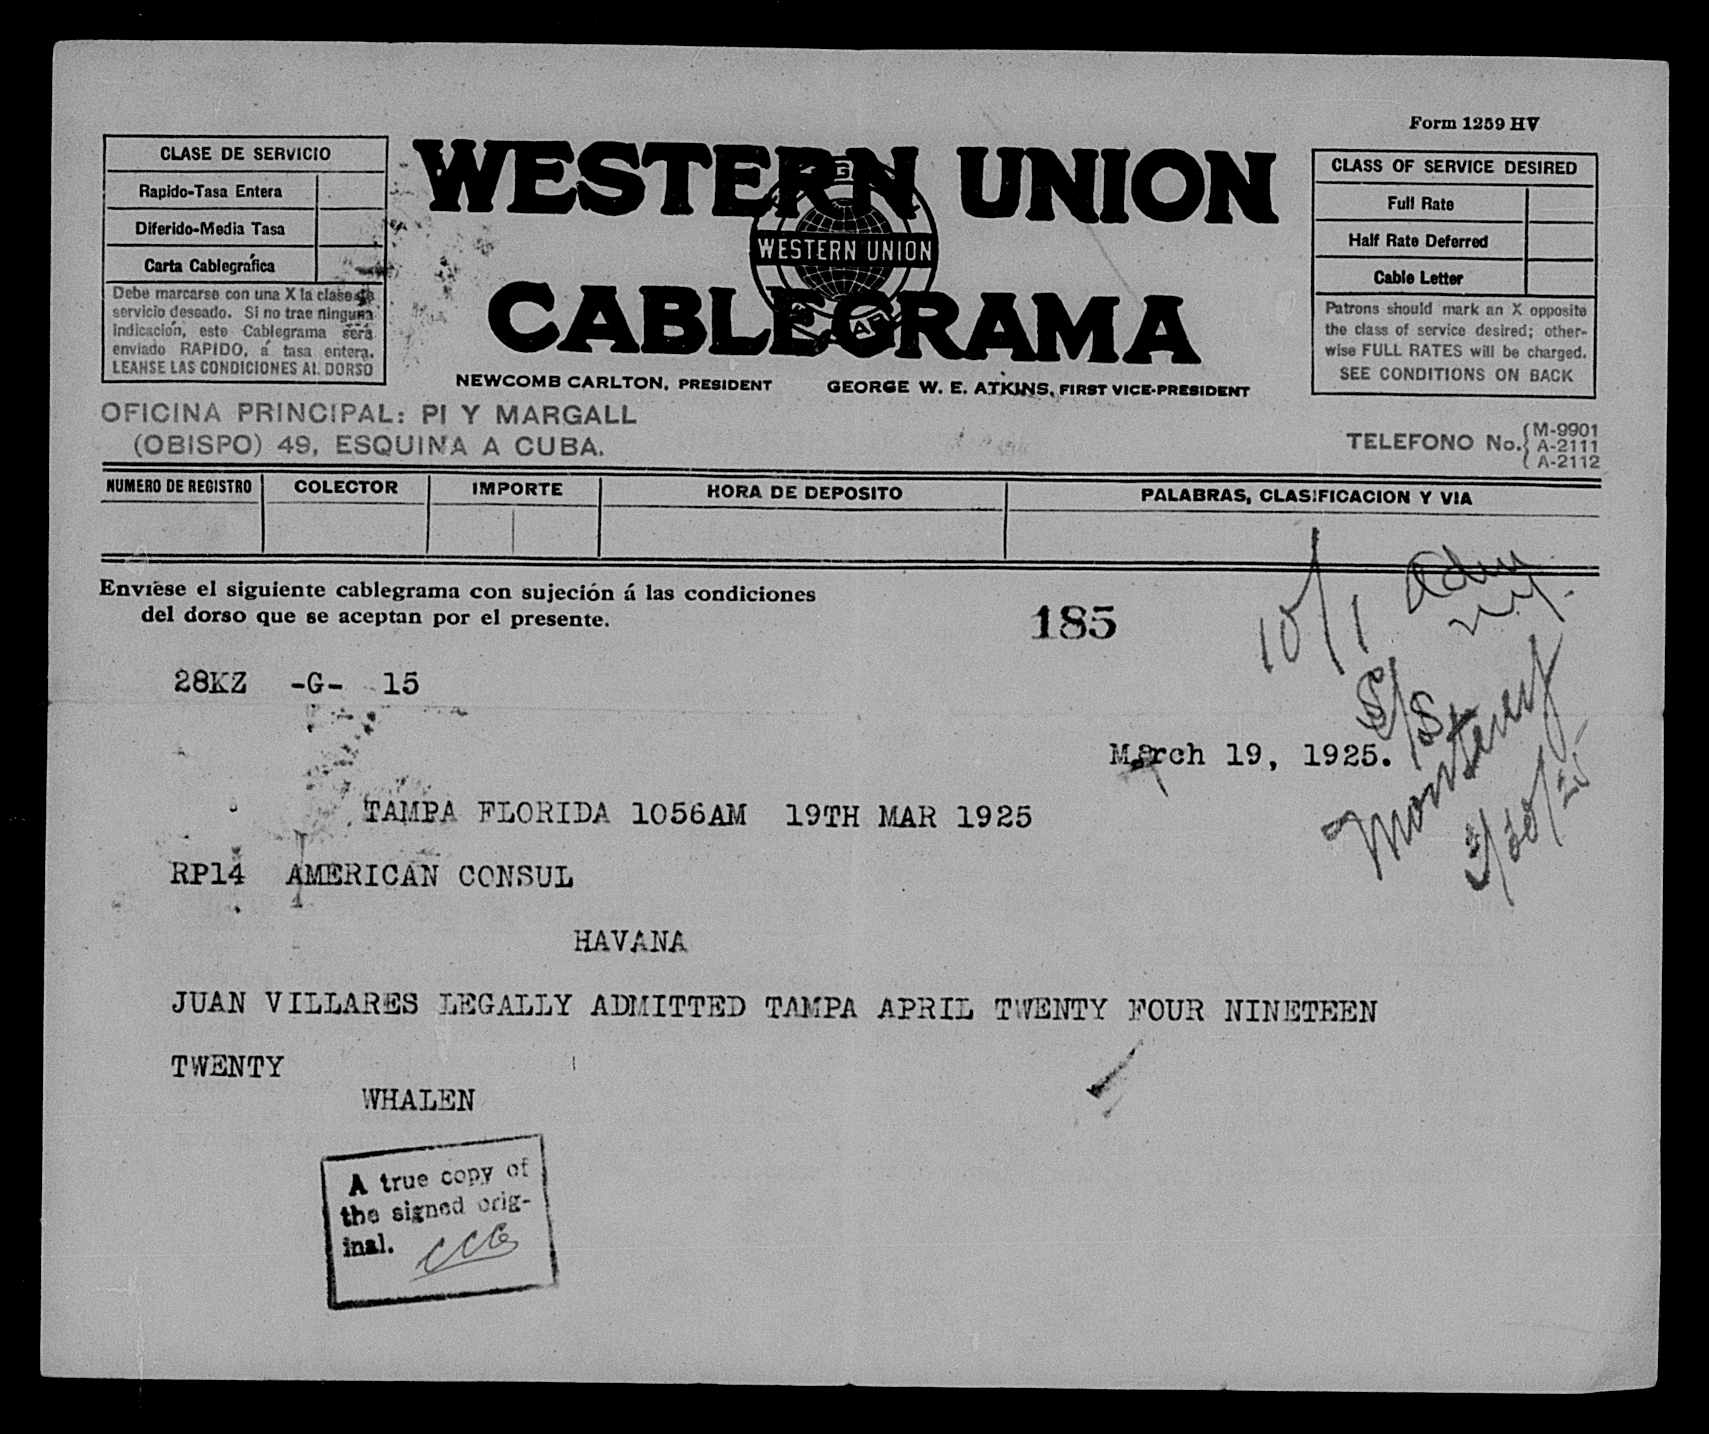 Form 1259 HV
CLASE DE SERVICIO
Rapido-Tasa Entera
Diferido-Media Tasa
Carta Cablegráfica
Debe marcarse con una X la clase de
servicio deseado. Si no trae ninguna
indicación, este Cablegrama será
enviado RAPIDO, á tasa entera.
LEANSE LAS CONDICIONES AL DORSO
WESTERN UNION
WESTERN UNION
CABLEGRAMA
NEWCOMB CARLTON, PRESIDENT
GEORGE W. E. ATKINS, FIRST VICE-PRESIDENT
CLASS OF SERVICE DESIRED
Full Rate
Half Rate Deferred
Cable Letter
Patrons should mark an X opposite
the class of service desired; other-
wise FULL RATES will be charged.
SEE CONDITIONS ON BACK
OFICINA PRINCIPAL: PI Y MARGALL
(OBISPO) 49, ESQUINA A CUBA.
TELEFONO No. M-9901
A-2111
A-2112
NUMERO DE REGISTRO
COLECTOR
IMPORTE
HORA DE DEPOSITO
PALABRAS, CLASIFICACION Y VIA
Enviése el siguiente cablegrama con sujeción á las condiciones
del dorso que se aceptan por el presente.
185
10/1
N.Y.
S/S
Monterey
3/20/25
28KZ -G- 15
March 19, 1925.
TAMPA FLORIDA 1056AM 19TH MAR 1925
RP14 AMERICAN CONSUL
HAVANA
JUAN VILLARES LEGALLY ADMITTED TAMPA APRIL TWENTY FOUR NINETEEN
TWENTY
WHALEN
A true copy of
the signed orig-
inal.